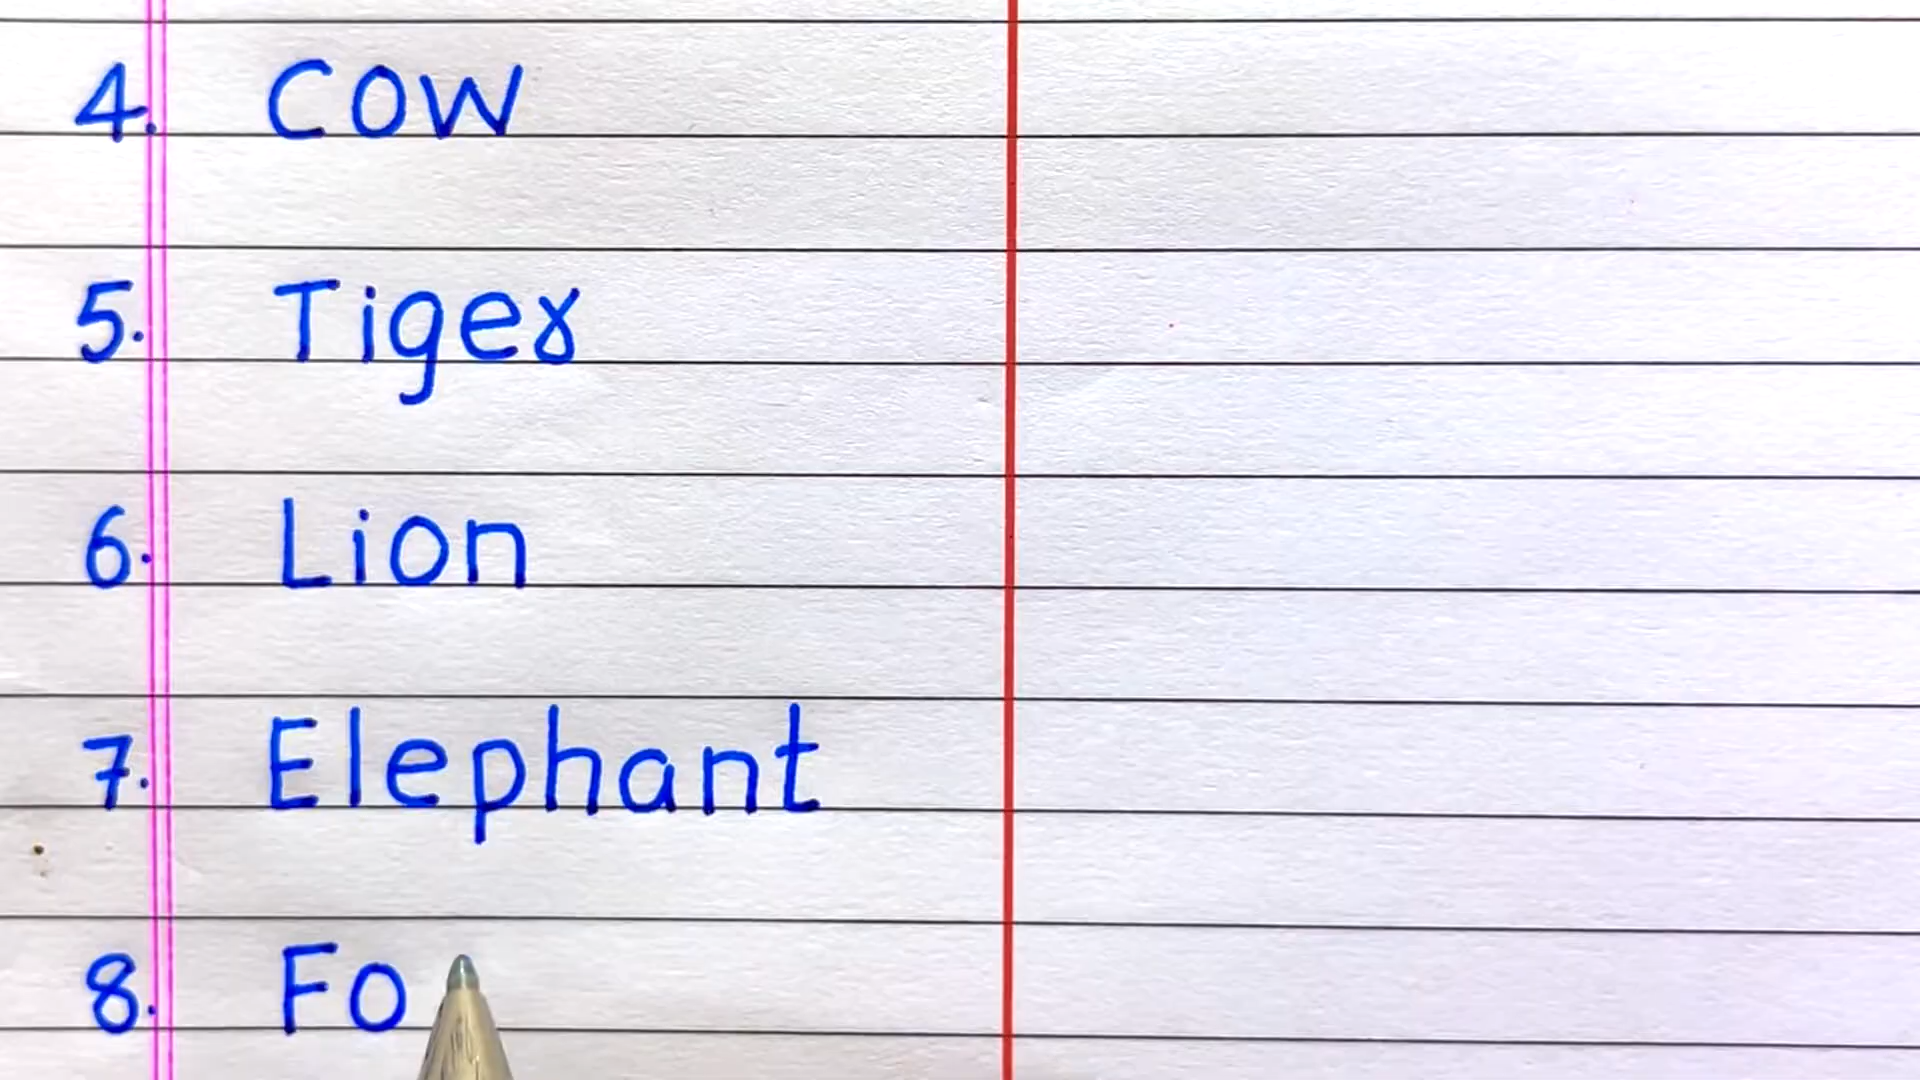 4. Cow
5. Tiger
6. Lion
7. Elephant
8. Fo